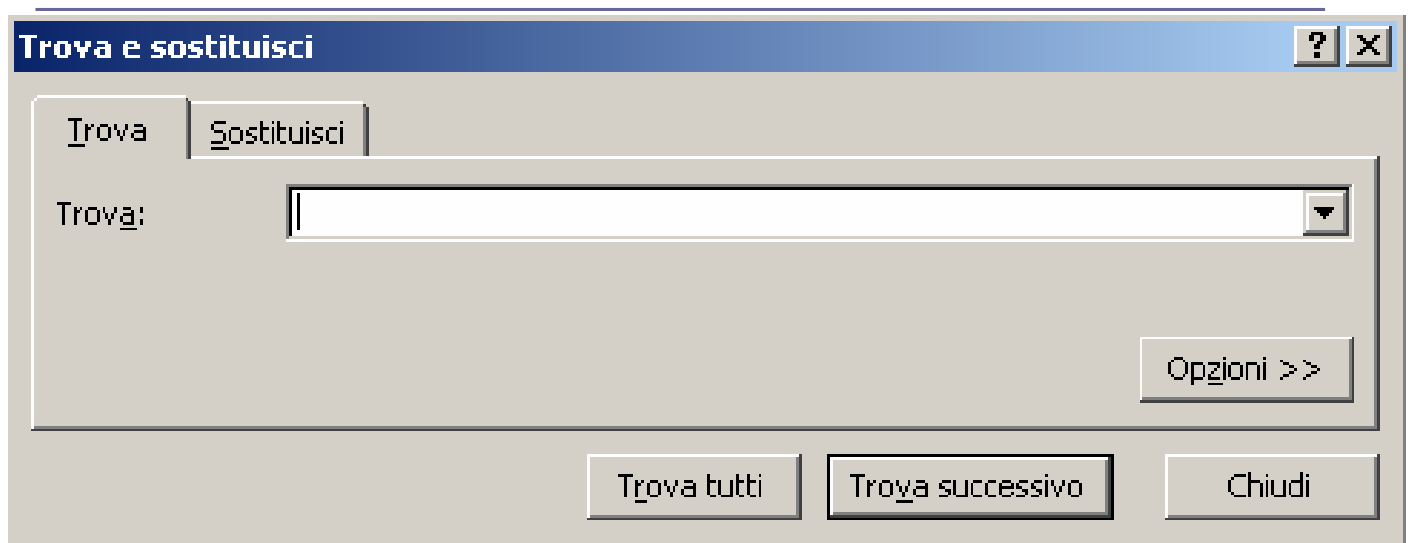 Trova e sostituisci
Trova Sostituisci
Trova:
Opzioni >>
Trova tutti Trova successivo Chiudi